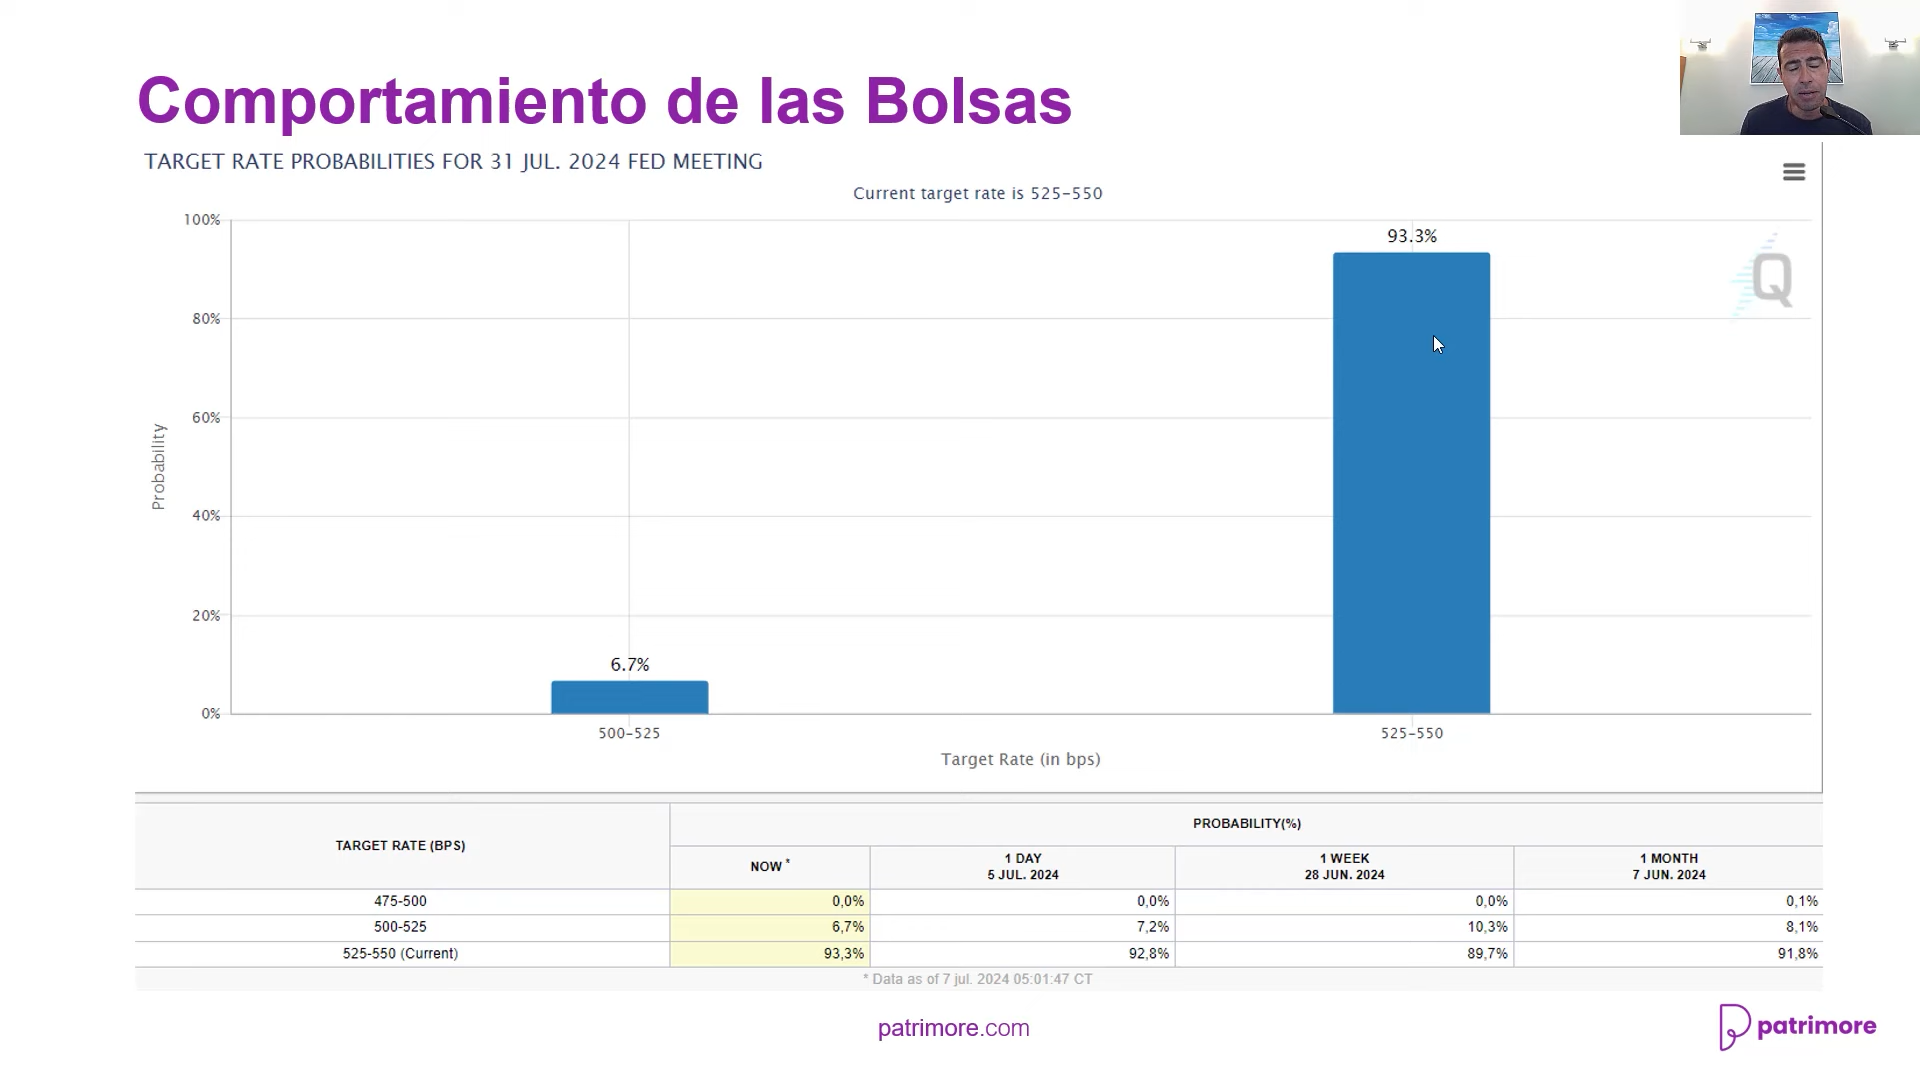 Comportamiento de las Bolsas
TARGET RATE PROBABILITIES FOR 31 JUL. 2024 FED MEETING
Current target rate is 525-550
100%
93.3%
Q
80%
60%
Probability
40%
20%
6.7%
0%
500-525
525-550
Target Rate (in bps)
TARGET RATE (BPS)
PROBABILITY(%)
NOW *
1 DAY
5 JUL. 2024
1 WEEK
28 JUN. 2024
1 MONTH
7 JUN. 2024
475-500 0,0% 0,0% 0,0% 0,1%
500-525 6,7% 7,2% 10,3% 8,1%
525-550 (Current) 93,3% 92,8% 89,7% 91,8%
* Data as of 7 jul. 2024 05:01:47 CT
patrimore.com
patrimore